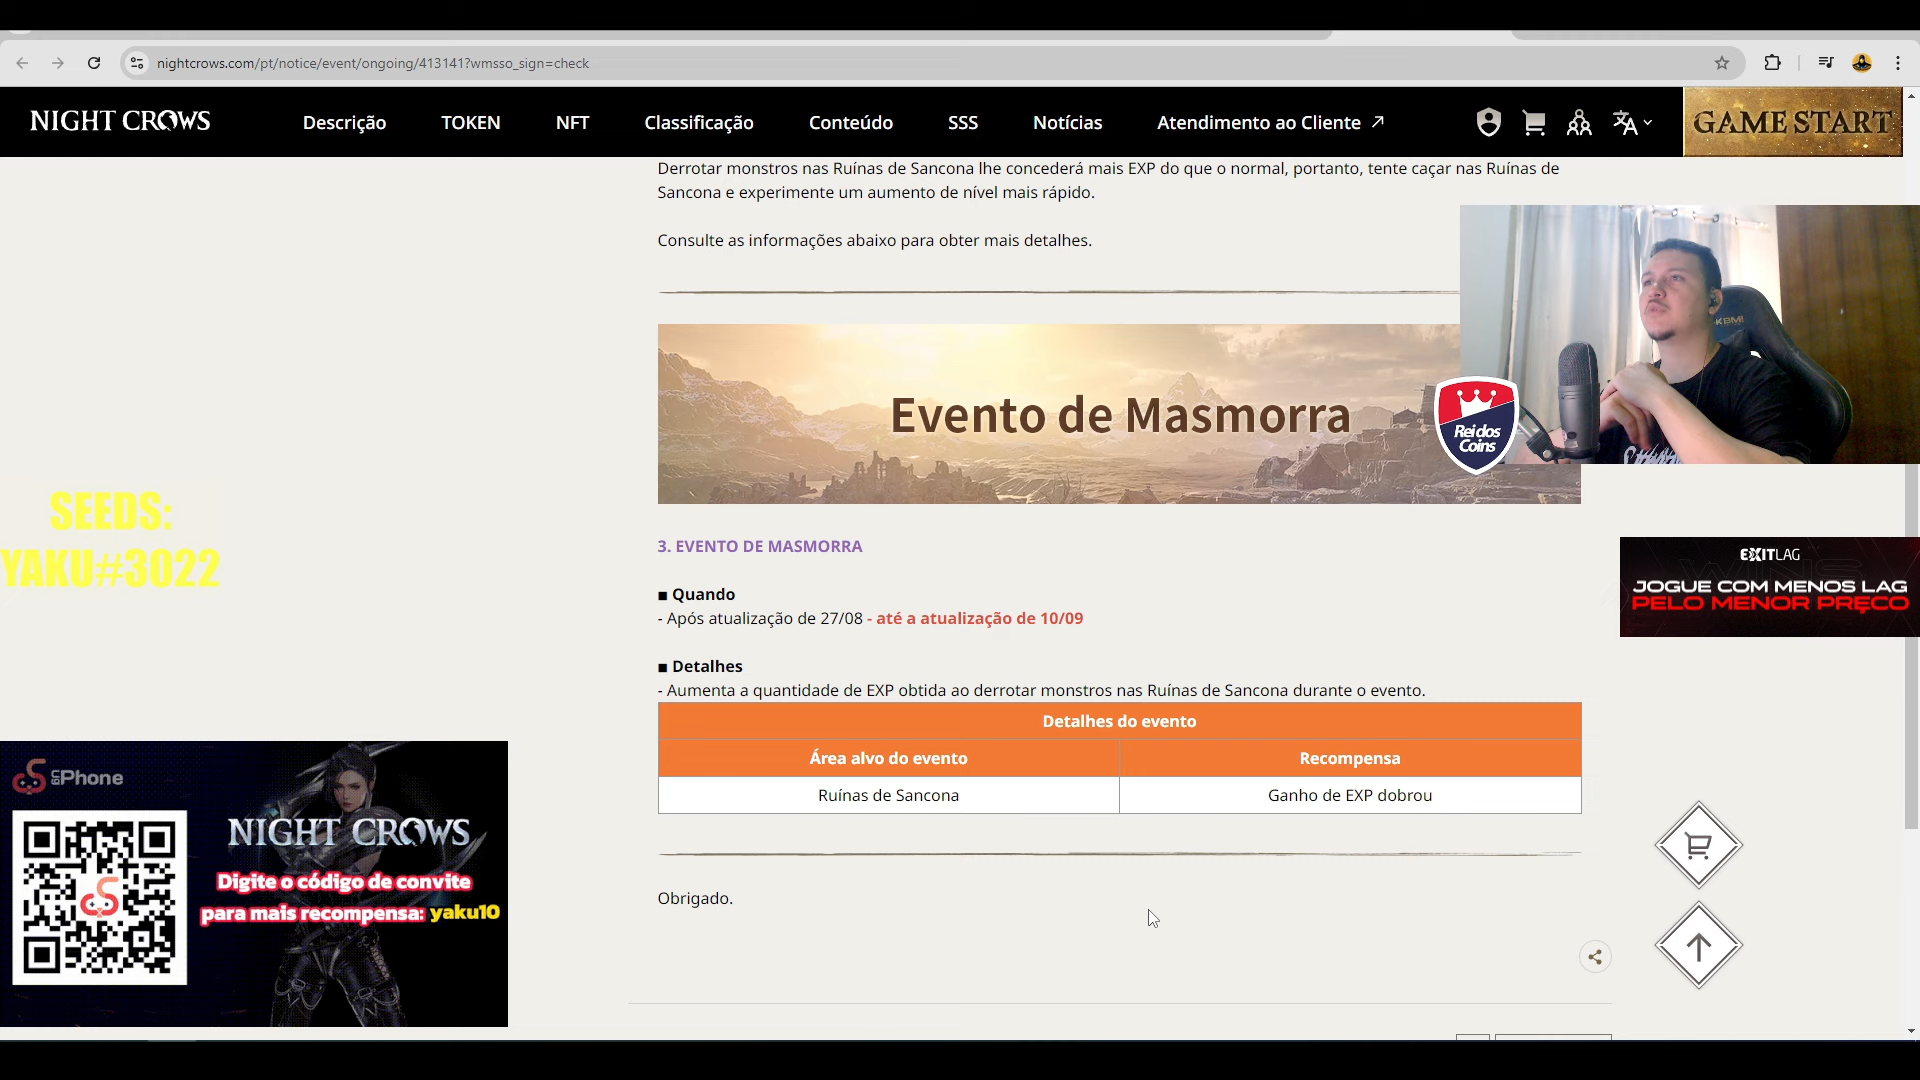 nightcrows.com/pt/notice/event/ongoing/413141?wmsso_sign=check
NIGHT CROWS
Descrição
TOKEN
NFT
Classificação
Conteúdo
SSS
Notícias
Atendimento ao Cliente
GAME START
Derrotar monstros nas Ruínas de Sancona lhe concederá mais EXP do que o normal, portanto, tente caçar nas Ruínas de
Sancona e experimente um aumento de nível mais rápido.
Consulte as informações abaixo para obter mais detalhes.
Evento de Masmorra
Rei dos
Coins
KBM!
3. EVENTO DE MASMORRA
■ Quando
- Após atualização de 27/08 - até a atualização de 10/09
■ Detalhes
- Aumenta a quantidade de EXP obtida ao derrotar monstros nas Ruínas de Sancona durante o evento.
Detalhes do evento
Área alvo do evento
Recompensa
Ruínas de Sancona
Ganho de EXP dobrou
Obrigado.
SEEDS:
YAKU#3022
EXITLAG
JOGUE COM MENOS LAG
PELO MENOR PREÇO
Phone
NIGHT CROWS
Digite o código de convite
para mais recompensa: yaku10